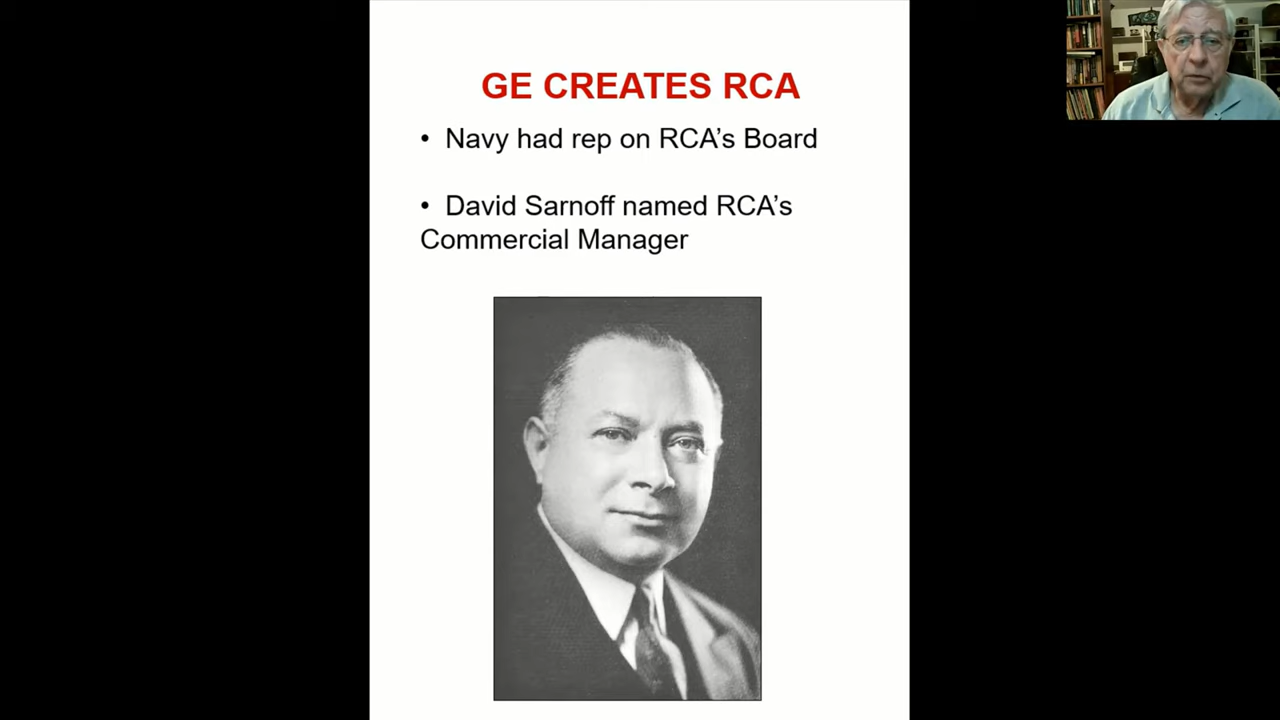 GE CREATES RCA
• Navy had rep on RCA’s Board
• David Sarnoff named RCA’s
Commercial Manager